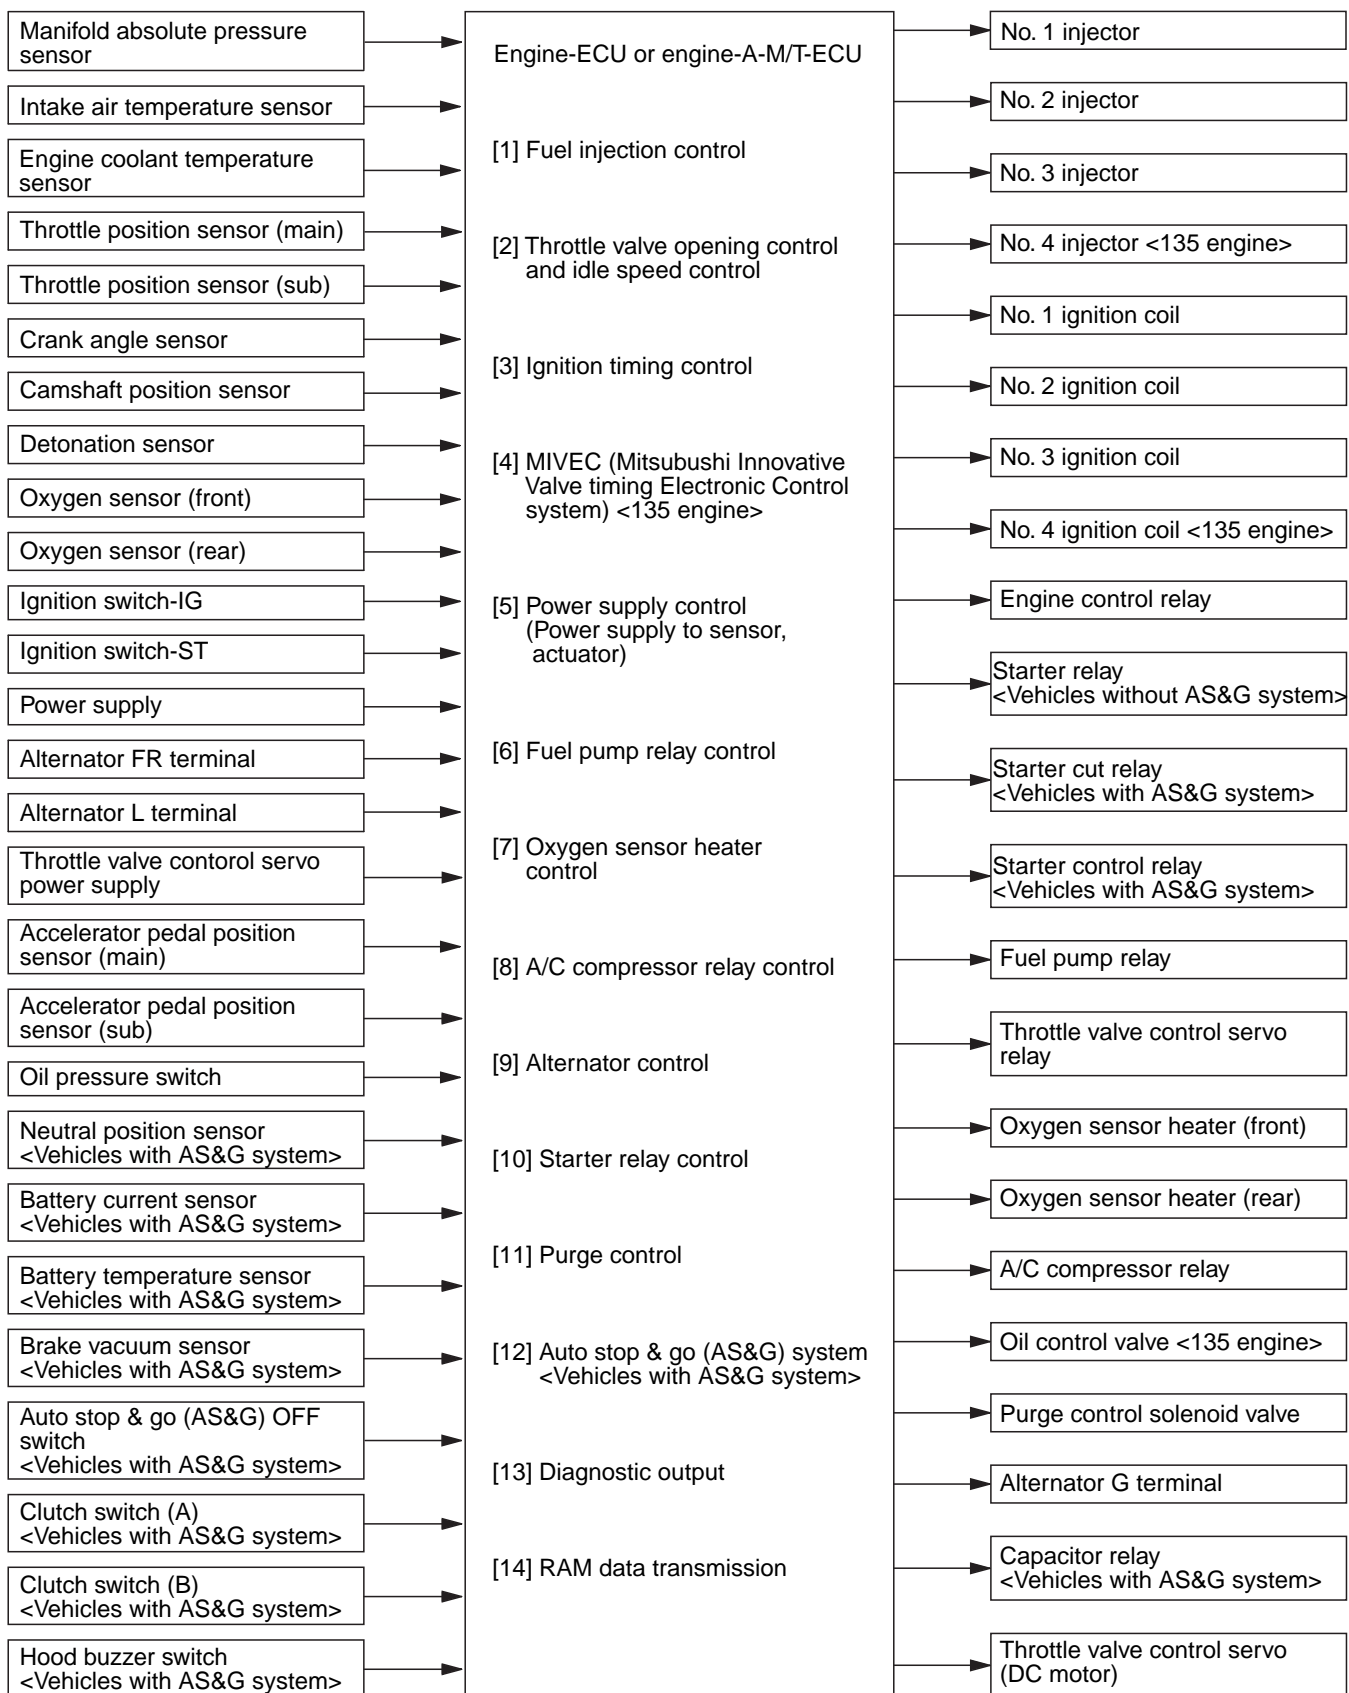 Manifold absolute pressure
sensor
Intake air temperature sensor
Engine coolant temperature
sensor
Throttle position sensor (main)
Throttle position sensor (sub)
Crank angle sensor
Camshaft position sensor
Detonation sensor
Oxygen sensor (front)
Oxygen sensor (rear)
Ignition switch-IG
Ignition switch-ST
Power supply
Alternator FR terminal
Alternator L terminal
Throttle valve contorol servo
power supply
Accelerator pedal position
sensor (main)
Accelerator pedal position
sensor (sub)
Oil pressure switch
Neutral position sensor
<Vehicles with AS&G system>
Battery current sensor
<Vehicles with AS&G system>
Battery temperature sensor
<Vehicles with AS&G system>
Brake vacuum sensor
<Vehicles with AS&G system>
Auto stop & go (AS&G) OFF
switch
<Vehicles with AS&G system>
Clutch switch (A)
<Vehicles with AS&G system>
Clutch switch (B)
<Vehicles with AS&G system>
Hood buzzer switch
<Vehicles with AS&G system>
Engine-ECU or engine-A-M/T-ECU
[1] Fuel injection control
[2] Throttle valve opening control
and idle speed control
[3] Ignition timing control
[4] MIVEC (Mitsubushi Innovative
Valve timing Electronic Control
system) <135 engine>
[5] Power supply control
(Power supply to sensor,
actuator)
[6] Fuel pump relay control
[7] Oxygen sensor heater
control
[8] A/C compressor relay control
[9] Alternator control
[10] Starter relay control
[11] Purge control
[12] Auto stop & go (AS&G) system
<Vehicles with AS&G system>
[13] Diagnostic output
[14] RAM data transmission
No. 1 injector
No. 2 injector
No. 3 injector
No. 4 injector <135 engine>
No. 1 ignition coil
No. 2 ignition coil
No. 3 ignition coil
No. 4 ignition coil <135 engine>
Engine control relay
Starter relay
<Vehicles without AS&G system>
Starter cut relay
<Vehicles with AS&G system>
Starter control relay
<Vehicles with AS&G system>
Fuel pump relay
Throttle valve control servo
relay
Oxygen sensor heater (front)
Oxygen sensor heater (rear)
A/C compressor relay
Oil control valve <135 engine>
Purge control solenoid valve
Alternator G terminal
Capacitor relay
<Vehicles with AS&G system>
Throttle valve control servo
(DC motor)